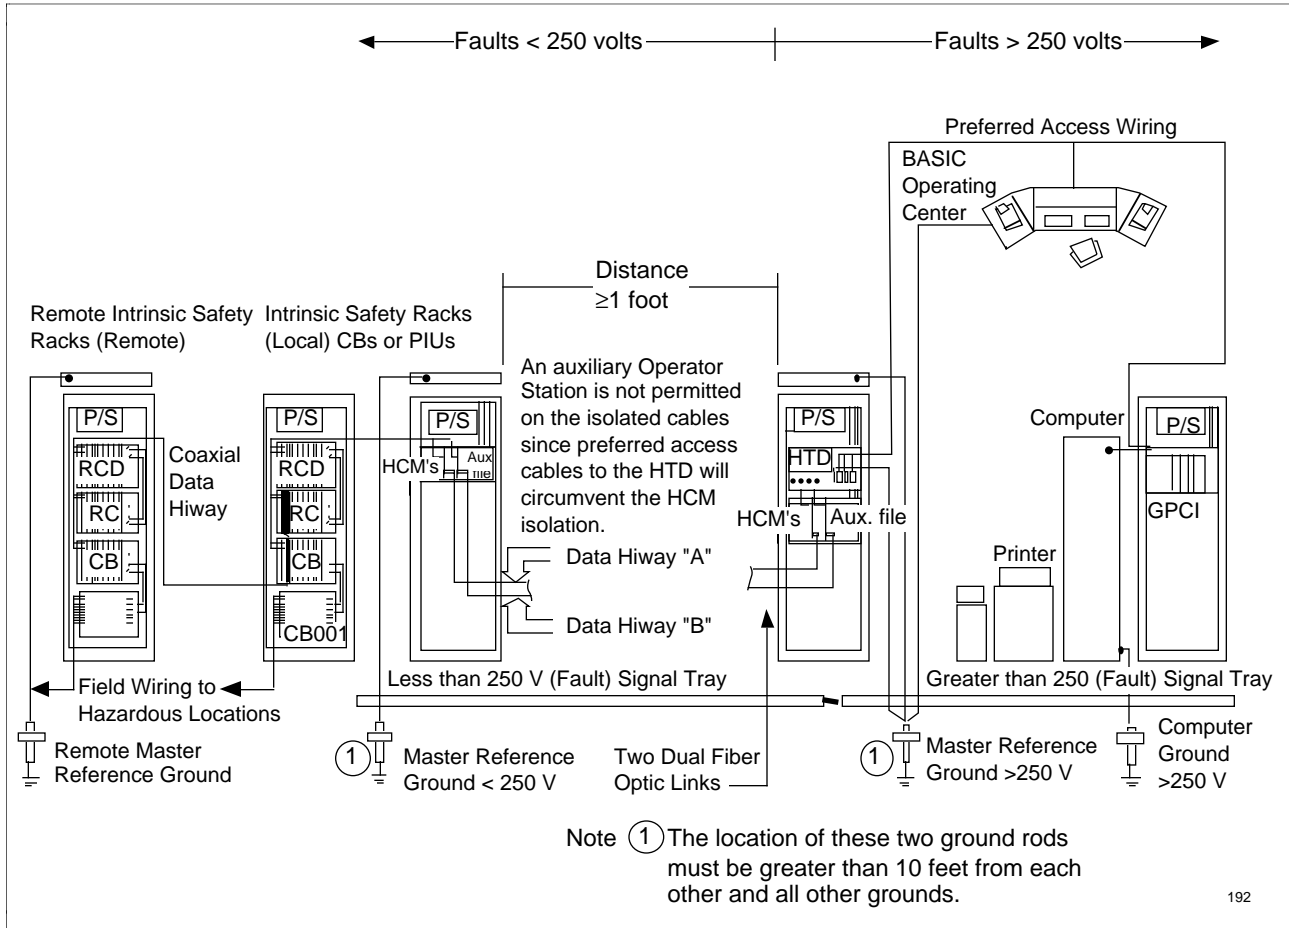 Faults < 250 volts
Faults > 250 volts
Preferred Access Wiring
BASIC
Operating
Center
Distance
≥1 foot
Remote Intrinsic Safety
Racks (Remote)
Intrinsic Safety Racks
(Local) CBs or PIUs
An auxiliary Operator
Station is not permitted
on the isolated cables
since preferred access
cables to the HTD will
circumvent the HCM
isolation.
P/S
RCD
RC
CB
Coaxial
Data
Hiway
P/S
RCD
RC
CB
CB001
P/S
HCM's
Aux
file
P/S
HTD
HCM's
Aux. file
Computer
P/S
GPCI
Printer
Data Hiway "A"
Data Hiway "B"
Less than 250 V (Fault) Signal Tray
Greater than 250 (Fault) Signal Tray
Field Wiring to
Hazardous Locations
Remote Master
Reference Ground
1
Master Reference
Ground < 250 V
Two Dual Fiber
Optic Links
1
Master Reference
Ground >250 V
Computer
Ground
>250 V
Note 1 The location of these two ground rods
must be greater than 10 feet from each
other and all other grounds.
192